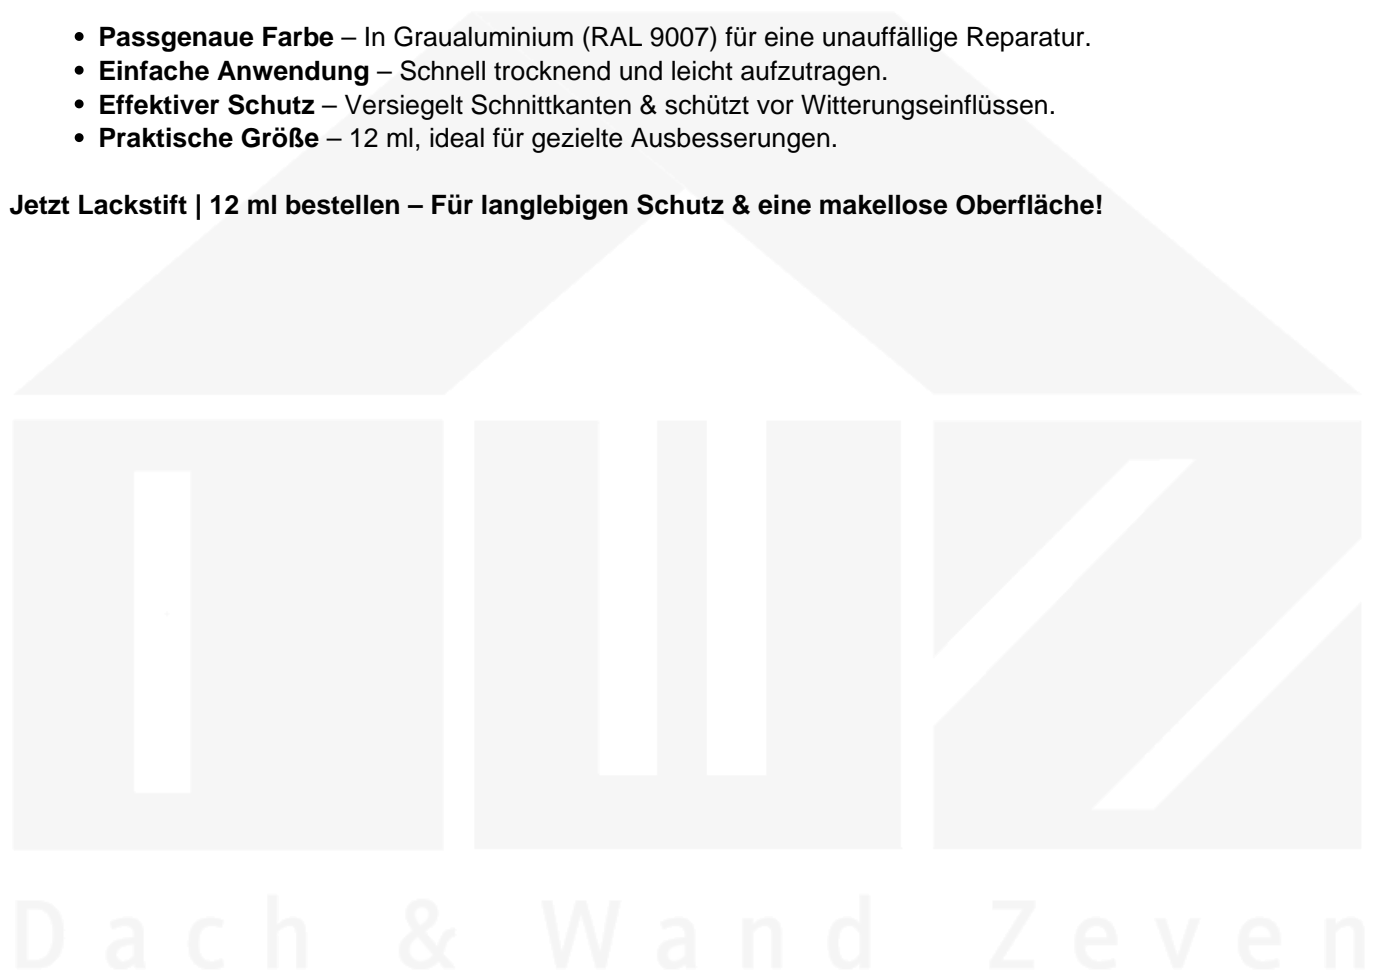 • Passgenaue Farbe – In Graualuminium (RAL 9007) für eine unauffällige Reparatur.
• Einfache Anwendung – Schnell trocknend und leicht aufzutragen.
• Effektiver Schutz – Versiegelt Schnittkanten & schützt vor Witterungseinflüssen.
• Praktische Größe – 12 ml, ideal für gezielte Ausbesserungen.
Jetzt Lackstift | 12 ml bestellen – Für langlebigen Schutz & eine makellose Oberfläche!
Dach & Wand Zeven